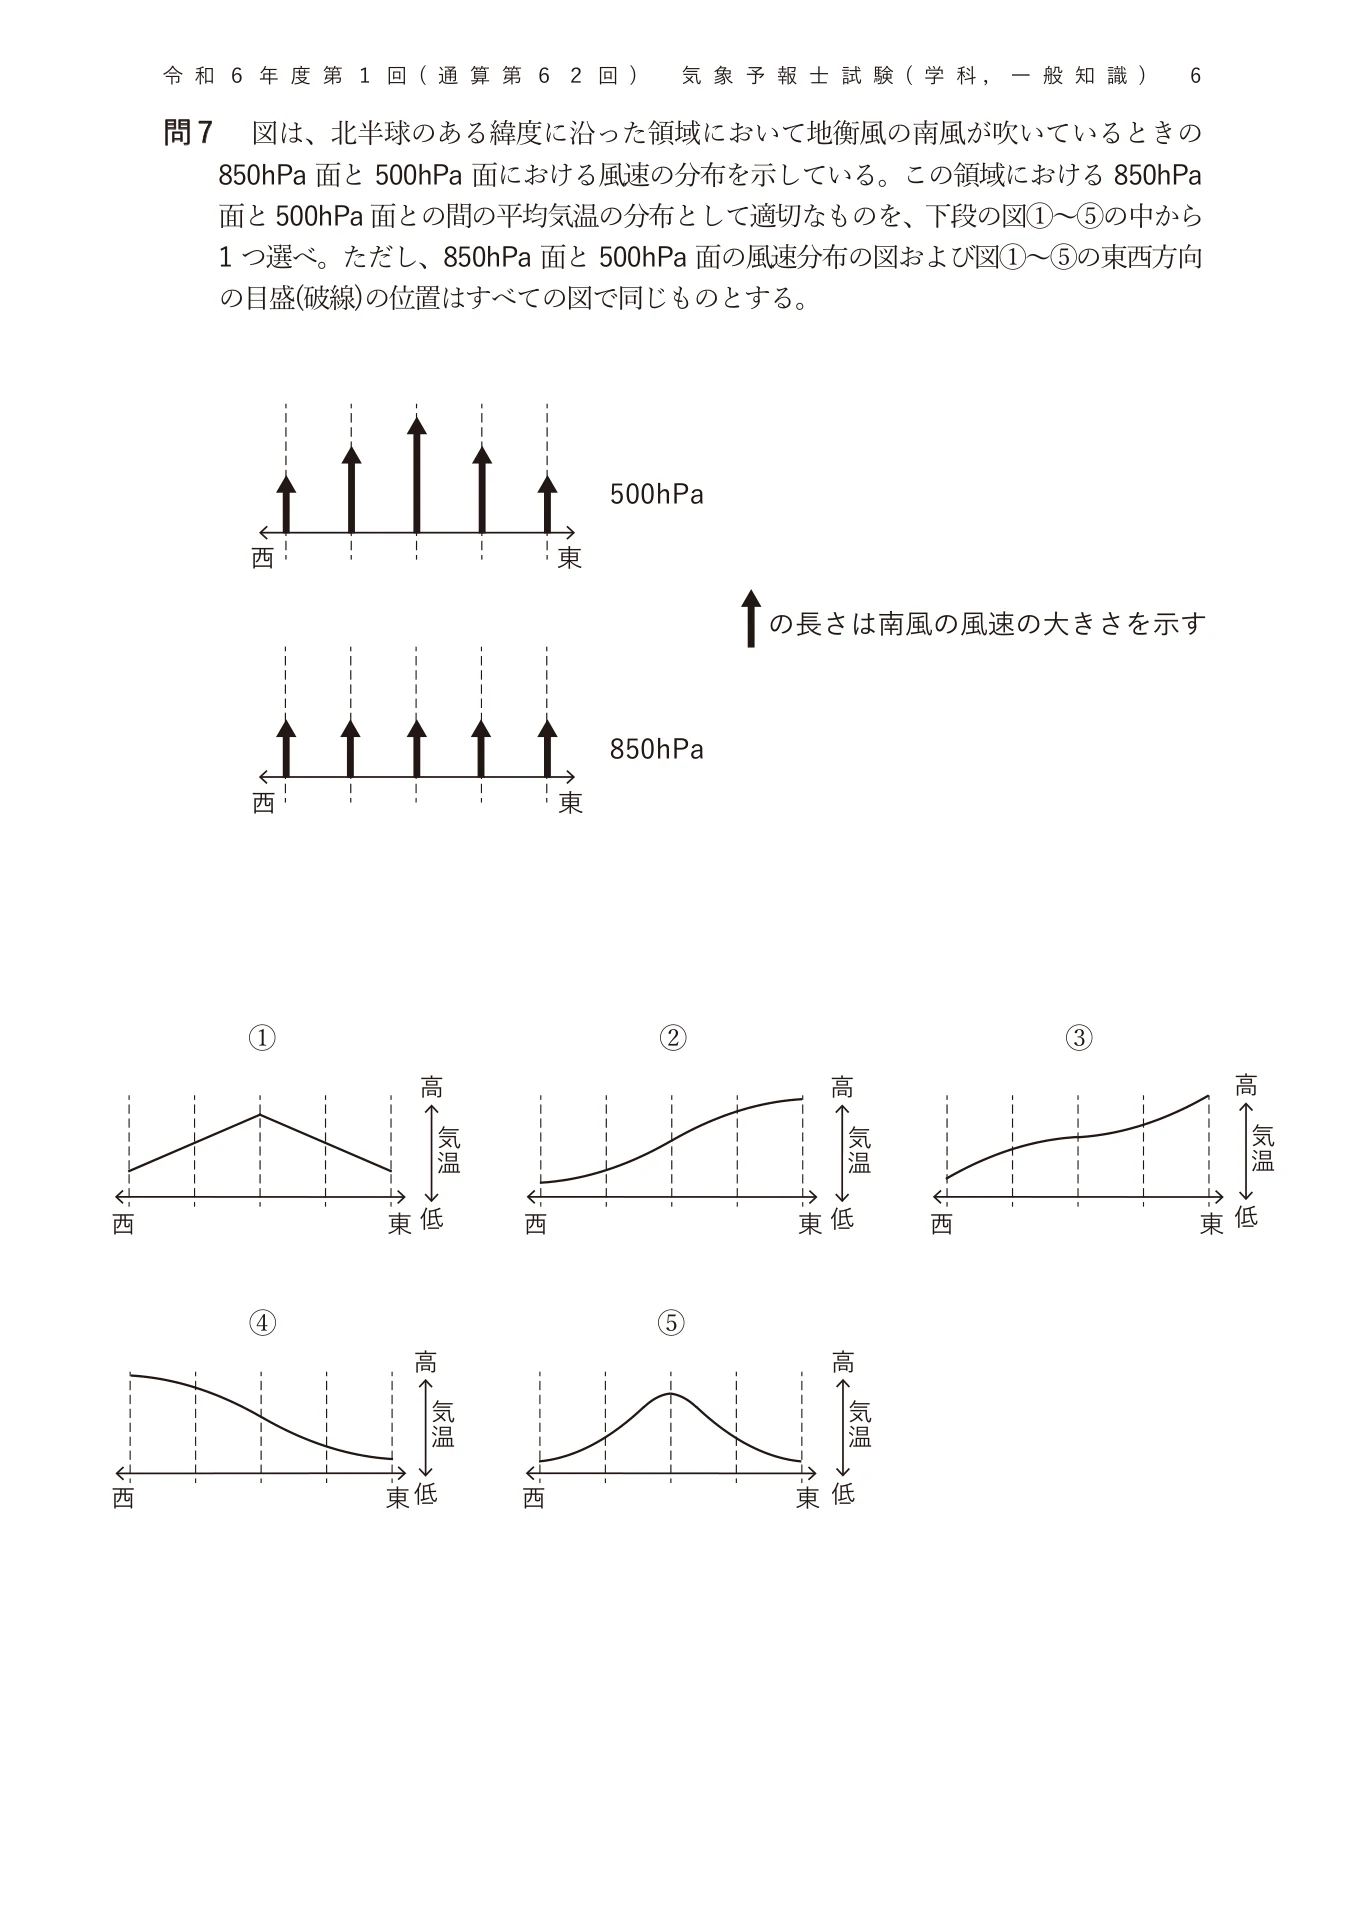 令和6年度第1回(通算第62回) 気象予報士試験(学科,一般知識) 6
問7 図は、北半球のある緯度に沿った領域において地衡風の南風が吹いているときの
850hPa 面と 500hPa 面における風速の分布を示している。この領域における 850hPa
面と 500hPa 面との間の平均気温の分布として適切なものを、下段の図①〜⑤の中から
1 つ選べ。ただし、850hPa 面と 500hPa 面の風速分布の図および図①〜⑤の東西方向
の目盛(破線)の位置はすべての図で同じものとする。
500hPa
西 東
の長さは南風の風速の大きさを示す
850hPa
西 東
① ② ③
高 高 高
気温 気温 気温
西 東 低 西 東 低 西 東 低
④ ⑤
高 高
気温 気温
西 東 低 西 東 低